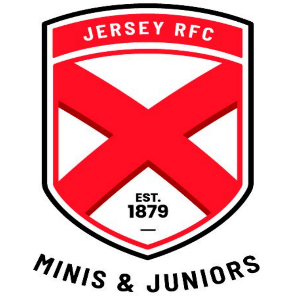 JERSEY RFC
EST.
1879
MINIS & JUNIORS